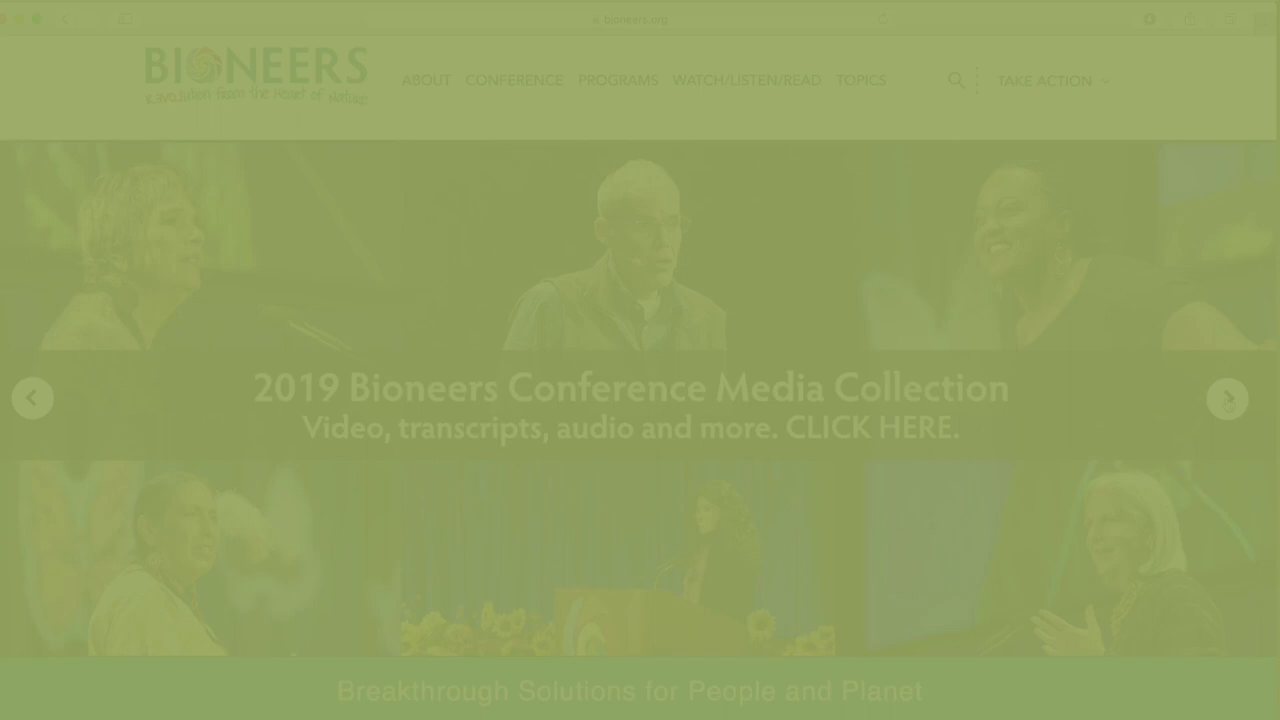 bioneers.org
BIONEERS
Revolution from the Heart of Nature
ABOUT CONFERENCE PROGRAMS WATCH/LISTEN/READ TOPICS TAKE ACTION
2019 Bioneers Conference Media Collection
Video, transcripts, audio and more. CLICK HERE.
Breakthrough Solutions for People and Planet